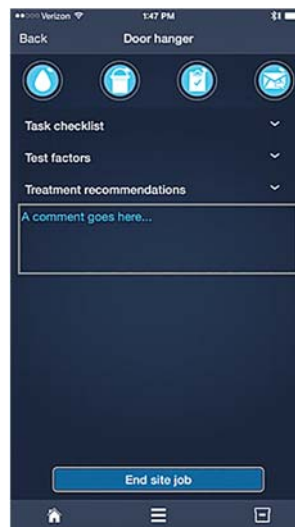 Verizon 1:47 PM
Back Door hanger
Task checklist
Test factors
Treatment recommendations
A comment goes here...
End site job